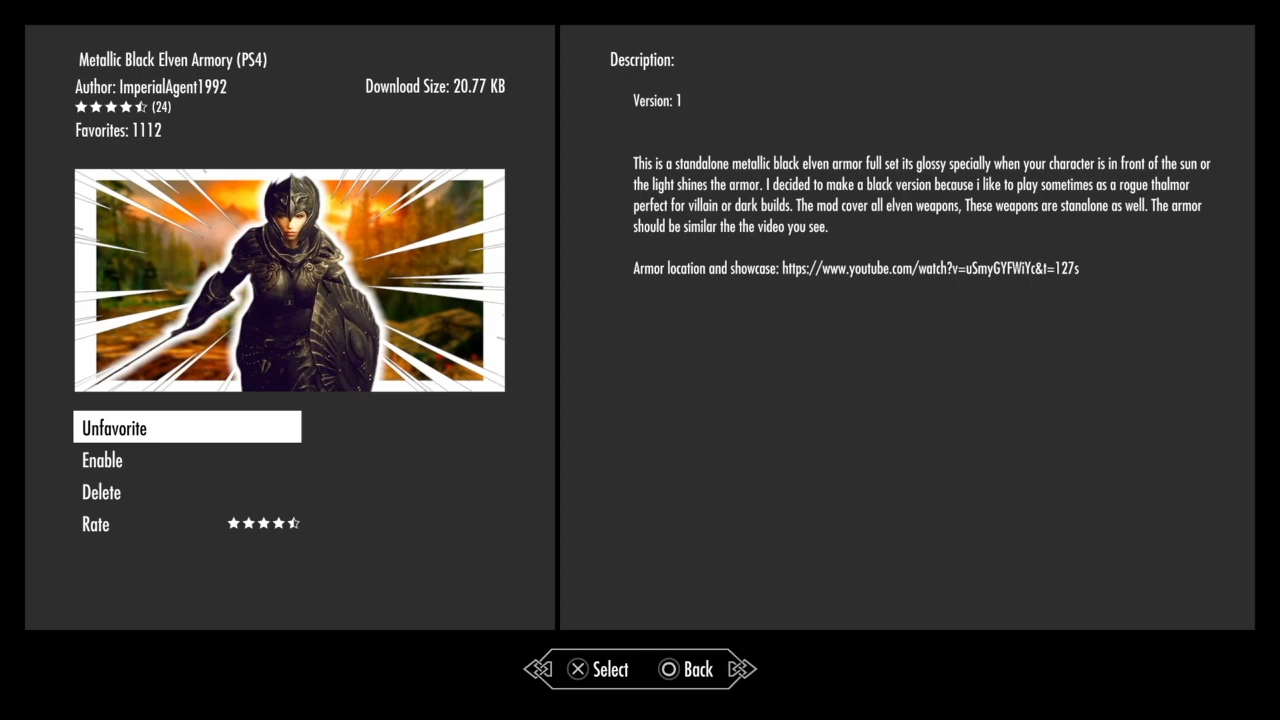 Metallic Black Elven Armory (PS4)
Author: ImperialAgent1992
Download Size: 20.77 KB
(24)
Favorites: 1112
Unfavorite
Enable
Delete
Rate
Description:
Version: 1
This is a standalone metallic black elven armor full set its glossy specially when your character is in front of the sun or
the light shines the armor. I decided to make a black version because i like to play sometimes as a rogue thalmor
perfect for villain or dark builds. The mod cover all elven weapons, These weapons are stanalone as well. The armor
should be similar the the video you see.
Armor location and showcase: https://www.youtube.com/watch?v=uSmyGYFWiYc&t=127s
Select
Back